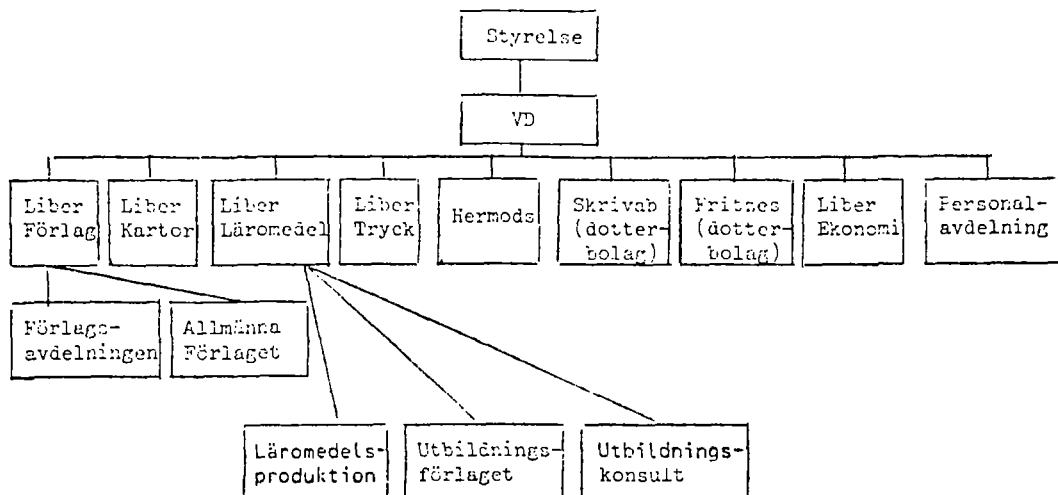 Styrelse
VD
Liber
Förlag
Liber
Kartor
Liber
Läromedel
Liber
Tryck
Hermods
Skrivab
(dotter-
bolag)
Fritzes
(dotter-
bolag)
Liber
Ekonomi
Personal-
avdelning
Förlags-
avdelningen
Allmänna
Förlaget
Läromedels-
produktion
Utbildnings-
förlaget
Utbildnings-
konsult